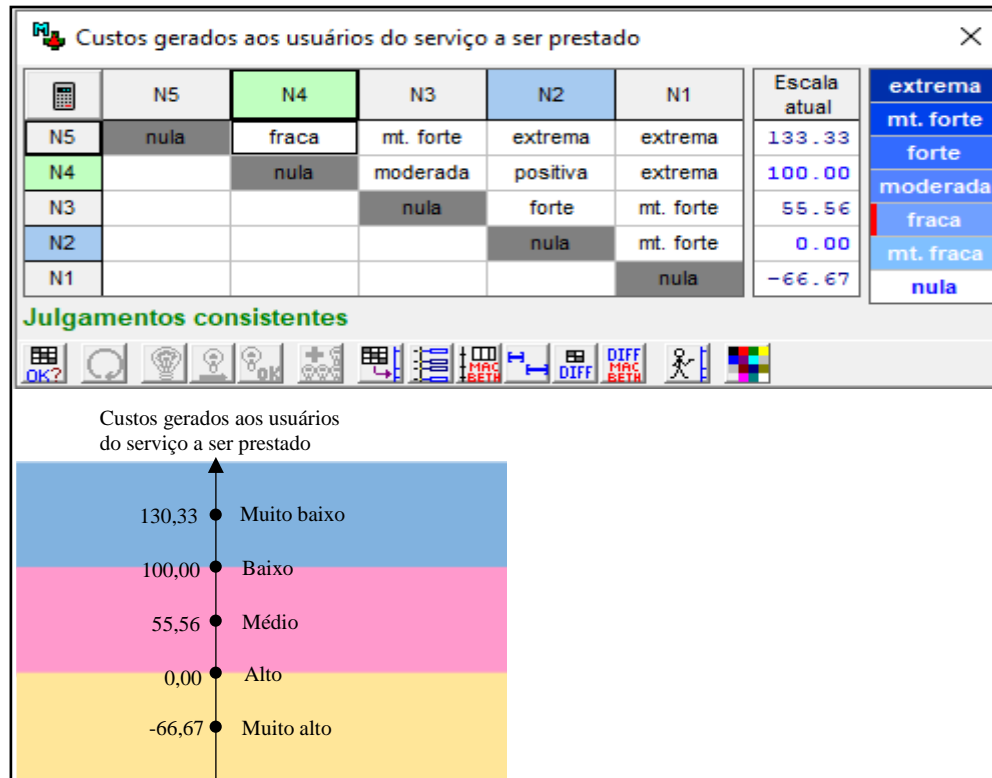 Custos gerados aos usuários do serviço a ser prestado
N5 N4 N3 N2 N1 Escala atual
N5 nula fraca mt. forte extrema extrema 133.33
N4 nula moderada positiva extrema 100.00
N3 nula forte mt. forte 55.56
N2 nula mt. forte 0.00
N1 nula -66.67
extrema
mt. forte
forte
moderada
fraca
mt. fraca
nula
Julgamentos consistentes
OK? OK MAC BETH DIFF DIFF MAC BETH
Custos gerados aos usuários
do serviço a ser prestado
130,33 Muito baixo
100,00 Baixo
55,56 Médio
0,00 Alto
-66,67 Muito alto